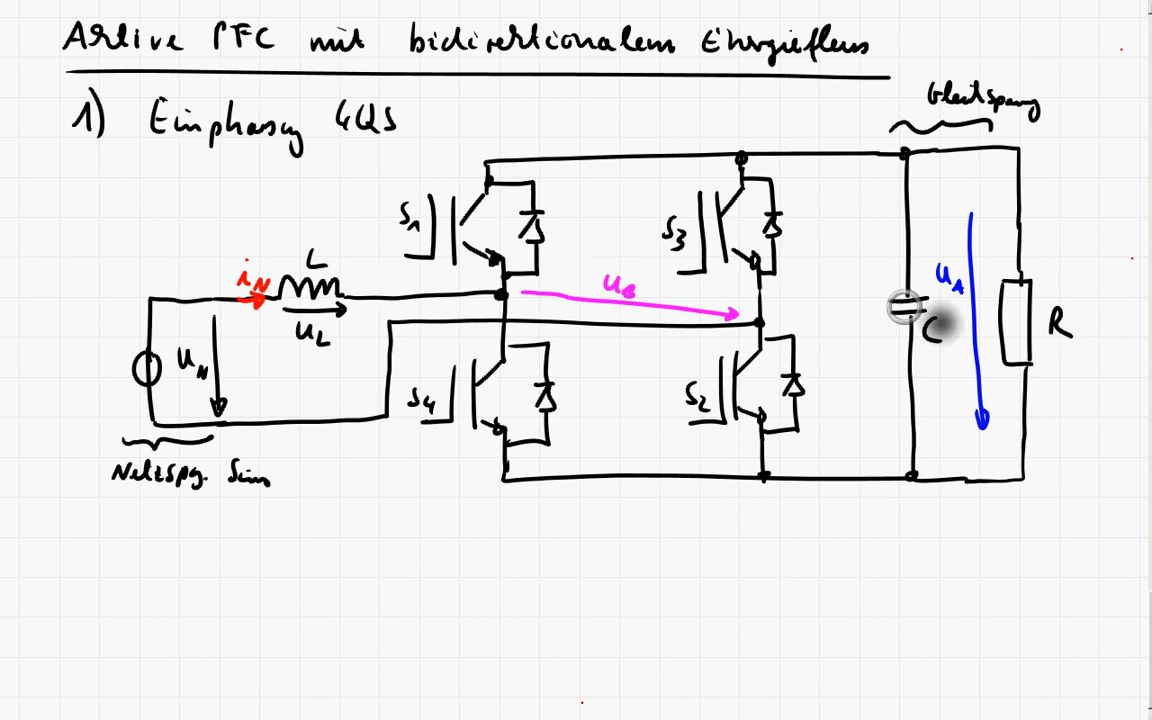 Aktive PFC mit bidirektionalem Energiefluss
1) Einphasig 4QS
Gleichspanng
S1
S3
iN
L
uL
uB
uA
uN
C
R
S4
S2
Netzspg. Sinus